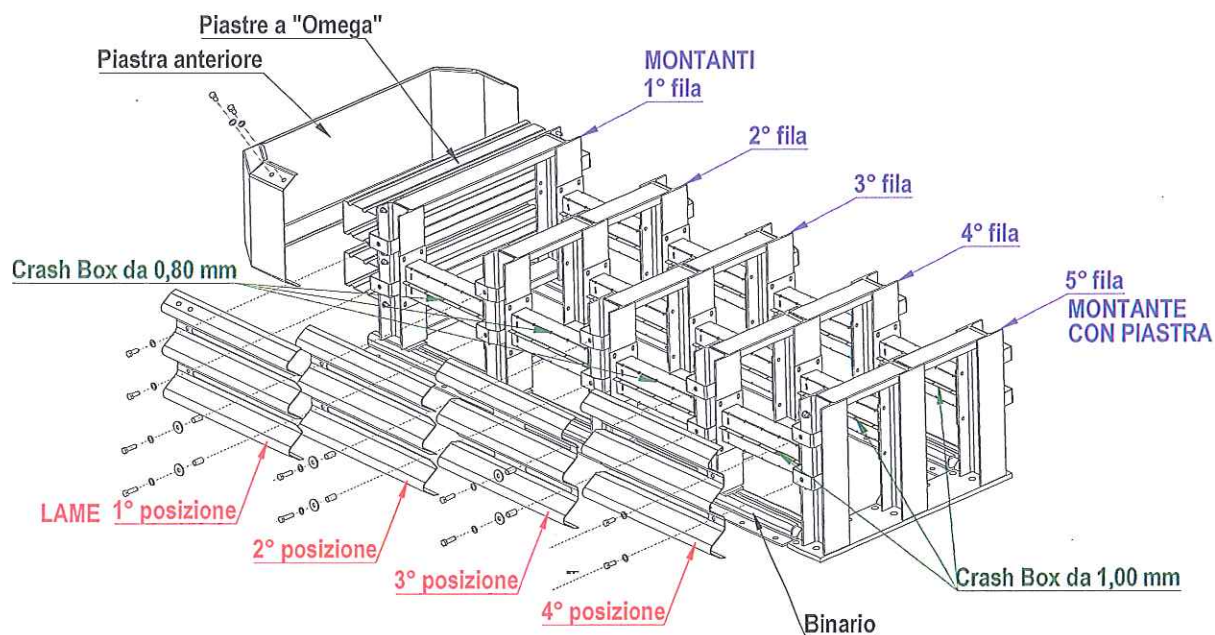 Piastre a "Omega"
Piastra anteriore
MONTANTI
1° fila
2° fila
3° fila
4° fila
5° fila
MONTANTE
CON PIASTRA
Crash Box da 0,80 mm
LAME 1° posizione
2° posizione
3° posizione
4° posizione
Crash Box da 1,00 mm
Binario